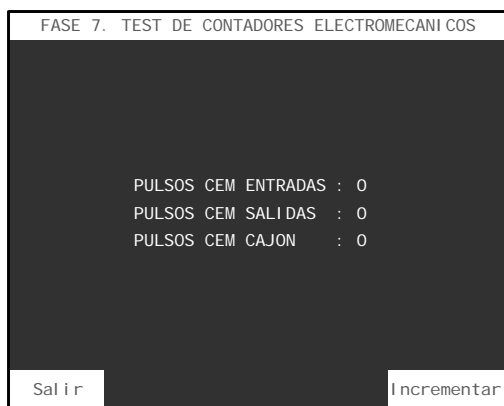 FASE 7. TEST DE CONTADORES ELECTROMECANICOS
PULSOS CEM ENTRADAS : 0
PULSOS CEM SALIDAS : 0
PULSOS CEM CAJON : 0
Salir
Incrementar